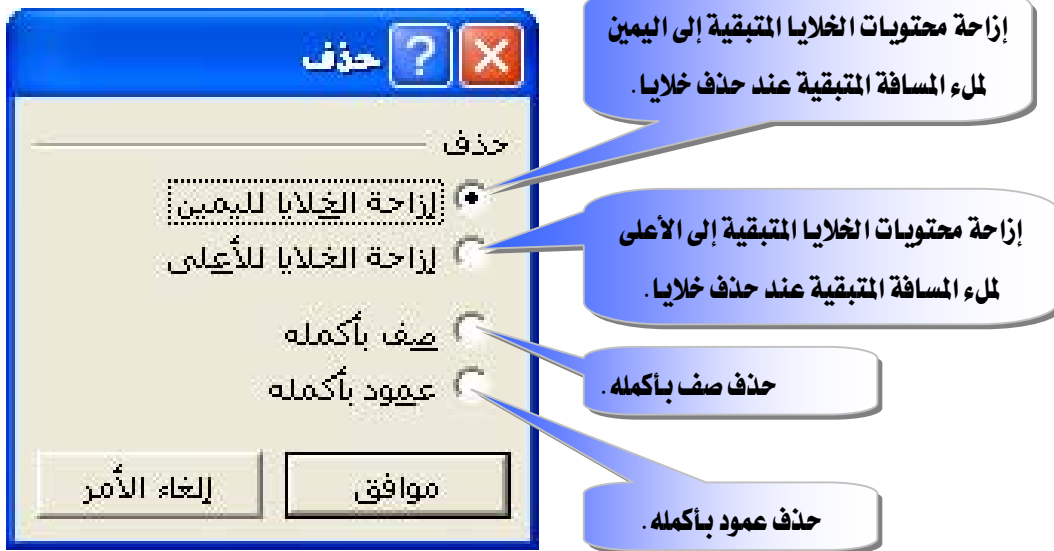 حذف
حذف
إزاحة الخلايا لليمين
إزاحة الخلايا للأعلى
صف بأكمله
عمود بأكمله
موافق
إلغاء الأمر
إزاحة محتويات الخلايا المتبقية إلى اليمين
لملء المسافة المتبقية عند حذف خلايا.
إزاحة محتويات الخلايا المتبقية إلى الأعلى
لملء المسافة المتبقية عند حذف خلايا.
حذف صف بأكمله.
حذف عمود بأكمله.